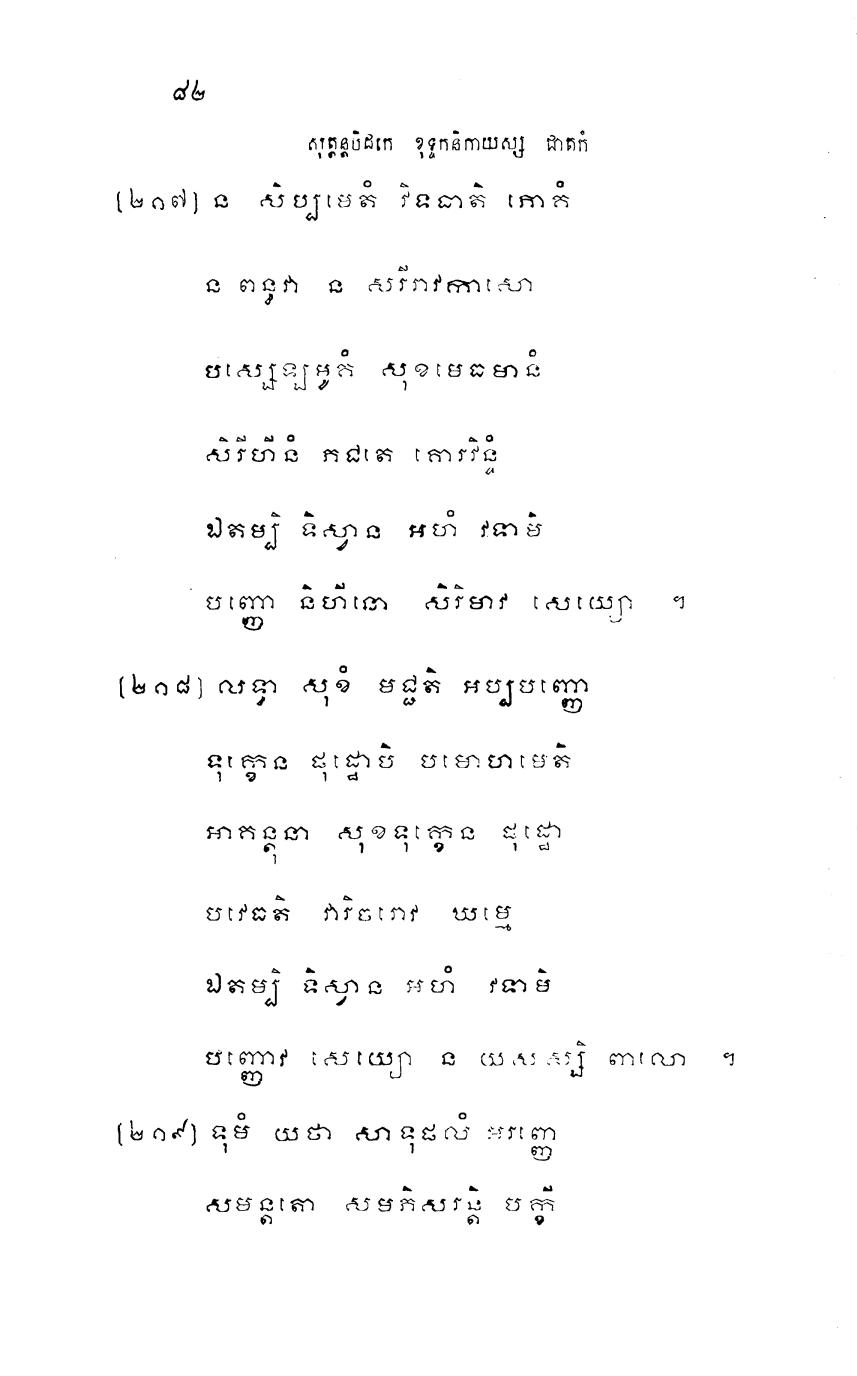 ៨២
សុត្តន្តបិដកេ ខុទ្ទកនិកាយស្ស ជាតកំ
[២១៧] ន សិប្បមេតំ វិទធាតិ ភោគំ
ន ពន្ធវា ន សរីរាវកាសោ
បស្សេឡមូគំ សុខមេធមានំ
សិរីហីនំ ភជតេ គោរវិន្ទំ
ឯតម្បិ ទិស្វាន អហំ វទាមិ
បញ្ញោ និហីនោ សិរិមាវ សេយ្យោ ។
[២១៨] លទ្ធា សុខំ មជ្ជតិ អប្បបញ្ញោ
ទុក្ខេន ផុដ្ឋោបិ បមោហមេតិ
អាគន្តុនា សុខទុក្ខេន ផុដ្ឋោ
បវេធតិ វារិចរោវ ឃម្មេ
ឯតម្បិ ទិស្វាន អហំ វទាមិ
បញ្ញោវ សេយ្យោ ន យសស្សិ ពាលោ ។
[២១៩] ទុមំ យថា សាទុផលំ អរញ្ញេ
សមន្តតោ សមភិសរន្តិ បក្ខី